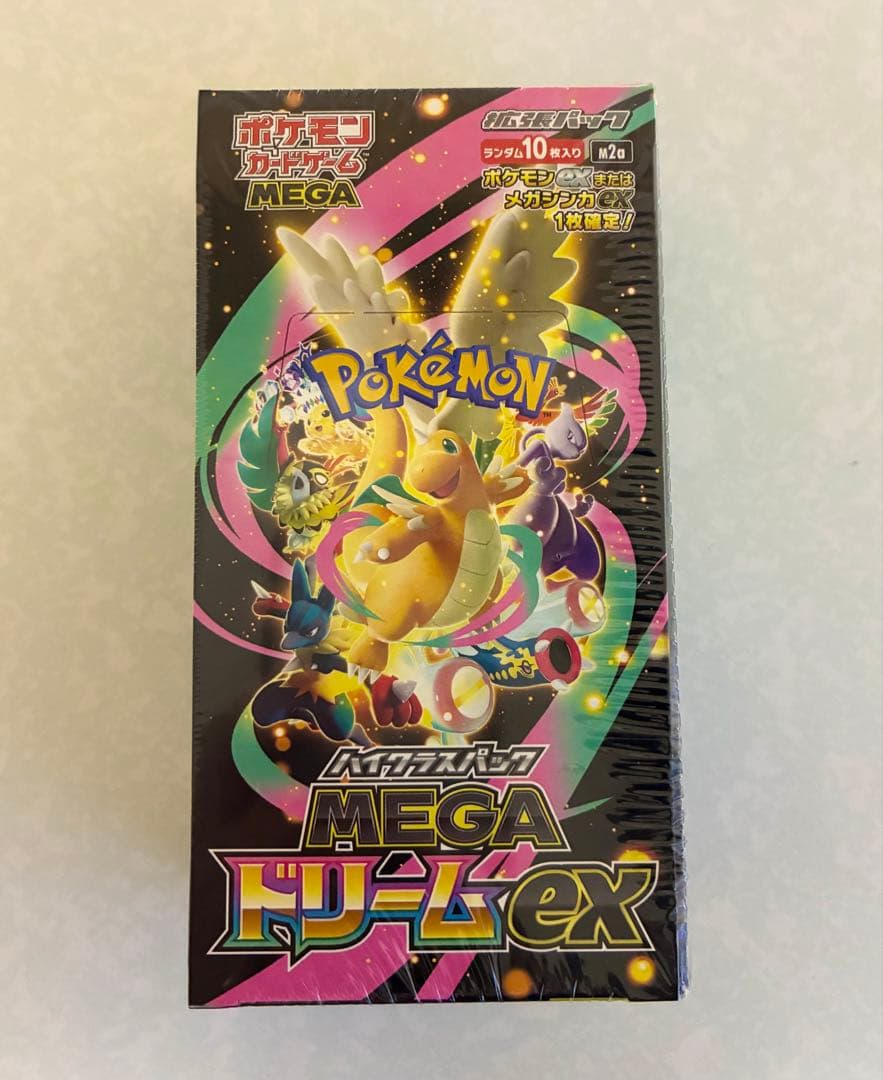 ポケモン
カードゲーム
MEGA
拡張パック
ランダム10枚入り M2a
ポケモンexまたは
メガシンカex
1枚確定!
POKéMON
TM
ハイクラスパック
MEGA
ドリームex